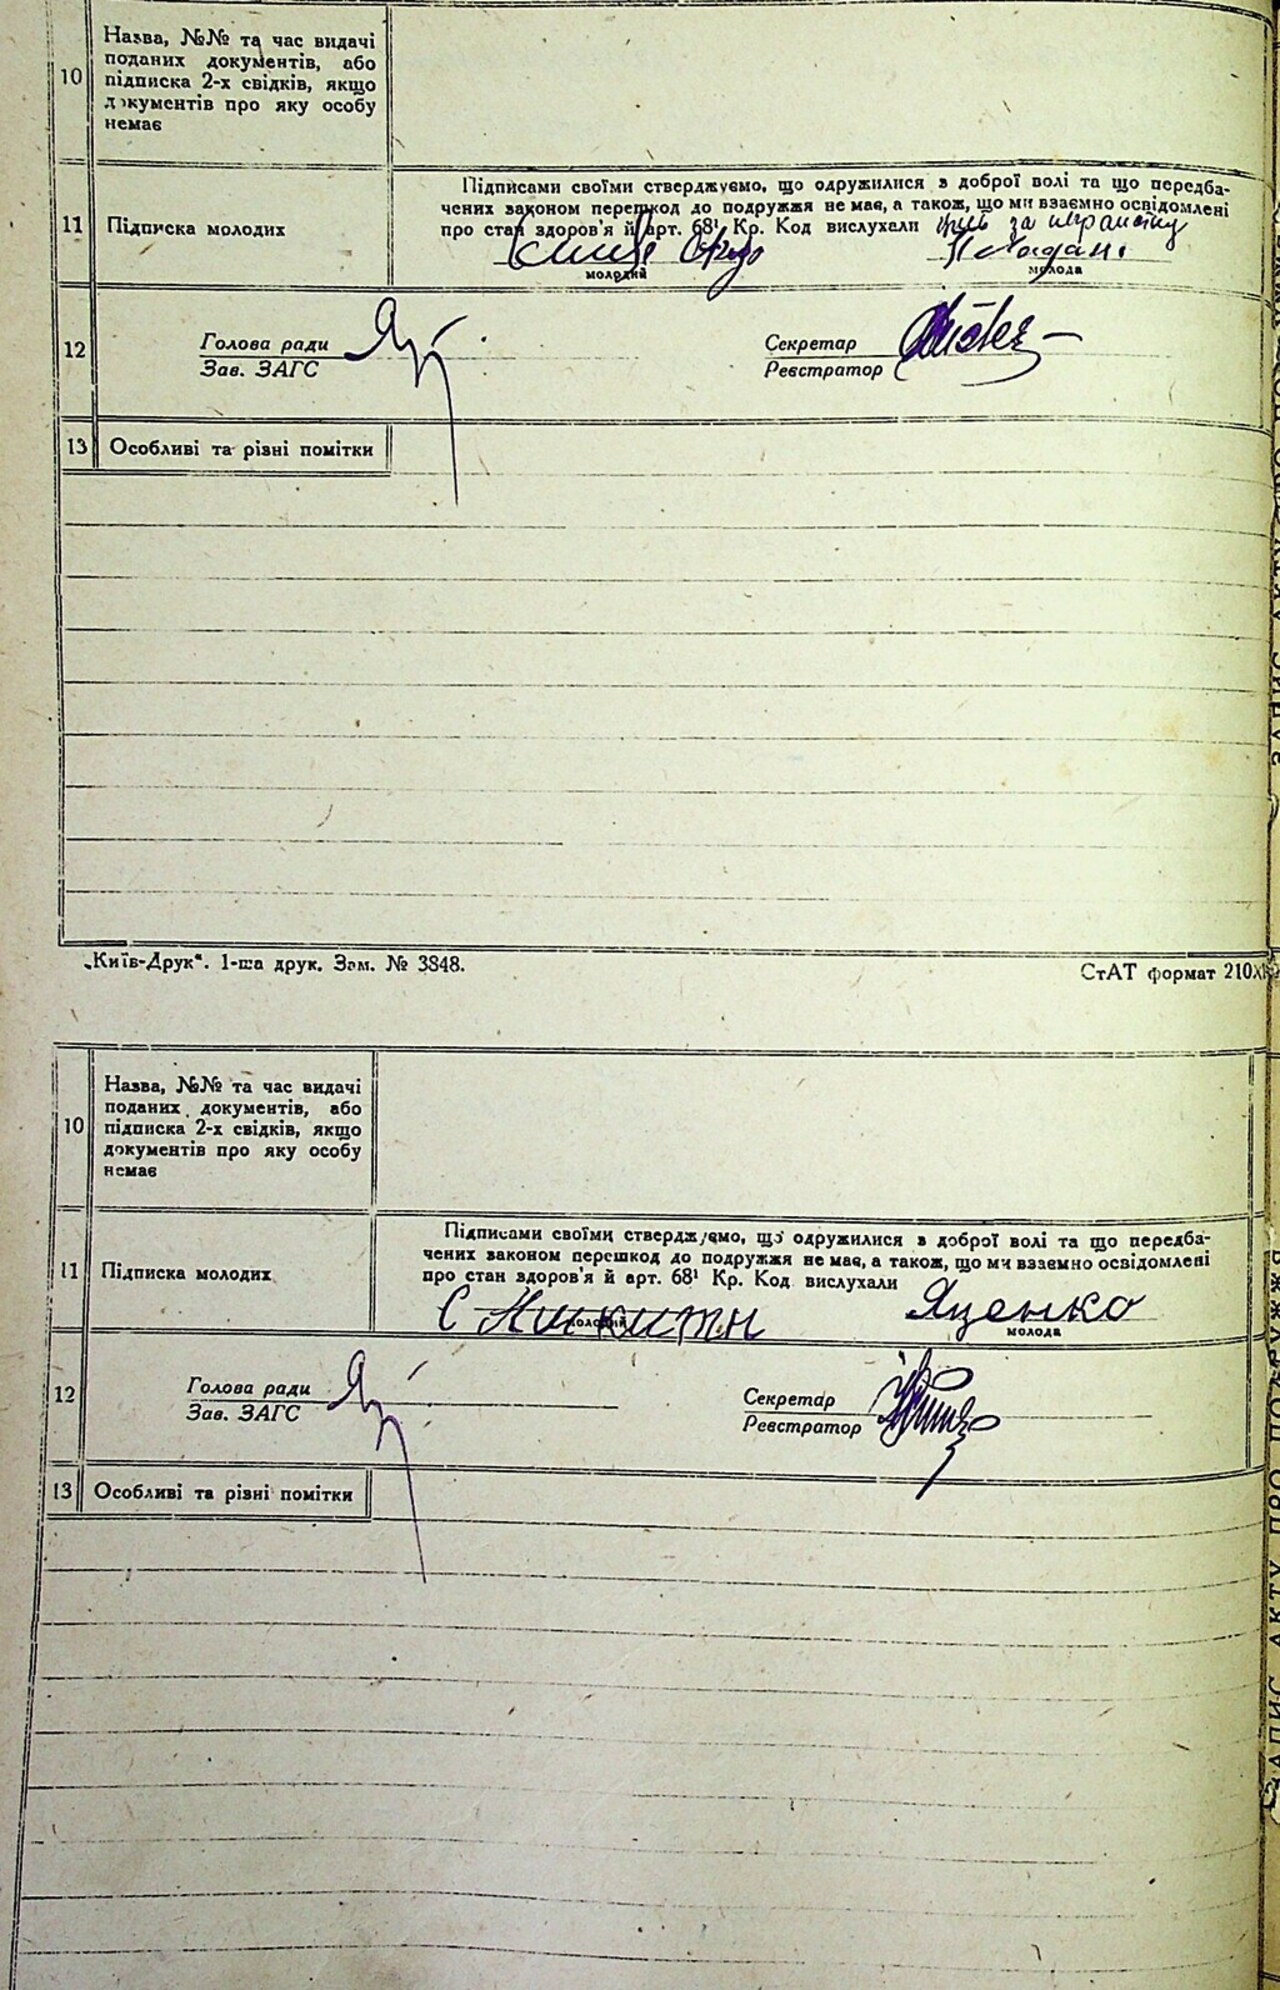 10
Назва, №№ та час видачі
поданих документів, або
підписка 2-х свідків, якщо
документів про яку особу
немає
11
Підписка молодих
Підписами своїми стверджуємо, що одружилися з доброї волі та що передба-
чених законом перешкод до подружжя не має, а також, що ми взаємно освідомлені
про стан здоров'я й арт. 68¹ Кр. Код вислухали
за
молодий
молода
12
Голова ради
Зав. ЗАГС
Секретар
Реєстратор
13
Особливі та різні помітки
„Київ-Друк“. 1-ша друк. Зам. № 3848.
СтАТ формат 210X
10
Назва, №№ та час видачі
поданих документів, або
підписка 2-х свідків, якщо
документів про яку особу
немає
11
Підписка молодих
Підписами своїми стверджуємо, що одружилися з доброї волі та що передба-
чених законом перешкод до подружжя не має, а також, що ми взаємно освідомлені
про стан здоров'я й арт. 68¹ Кр. Код вислухали
С Никитин
Яценко
молодий
молода
12
Голова ради
Зав. ЗАГС
Секретар
Реєстратор
13
Особливі та різні помітки
ЗАПИС АКТУ ПРО ПОДРУЖЖЯ